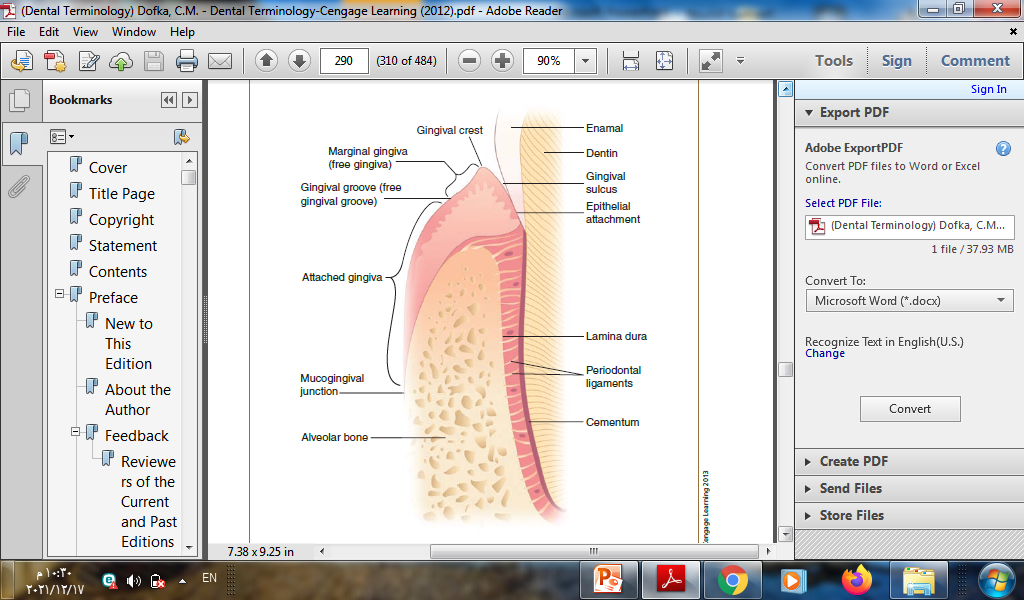 (Dental Terminology) Dofka, C.M. - Dental Terminology-Cengage Learning (2012).pdf - Adobe Reader
File Edit View Window Help
290 (310 of 484) 90% Tools Sign Comment
Sign In
Bookmarks
Cover
Title Page
Copyright
Statement
Contents
Preface
New to
This
Edition
About the
Author
Feedback
Reviewe
rs of the
Current
and Past
Editions
Gingival crest
Marginal gingiva
(free gingiva)
Gingival groove (free
gingival groove)
Attached gingiva
Mucogingival
junction
Alveolar bone
Enamal
Dentin
Gingival
sulcus
Epithelial
attachment
Lamina dura
Periodontal
ligaments
Cementum
engage Learning 2013
7.38 x 9.25 in
Export PDF
Adobe ExportPDF
Convert PDF files to Word or Excel
online.
Select PDF File:
(Dental Terminology) Dofka, C.M...
1 file / 37.93 MB
Convert To:
Microsoft Word (*.docx)
Recognize Text in English(U.S.)
Change
Convert
Create PDF
Send Files
Store Files
EN
١٠:٣٠ م
٢٠٢١/١٢/١٧